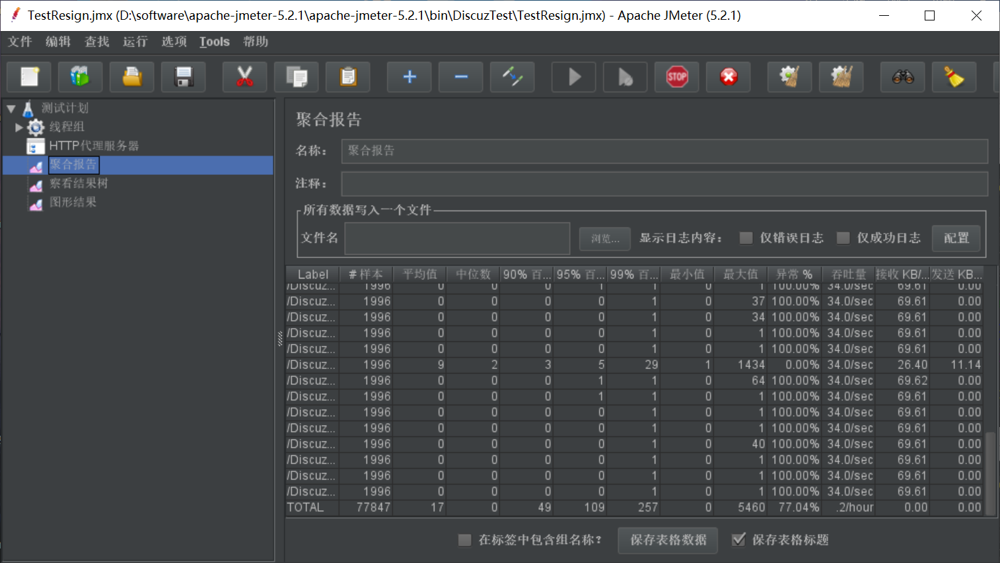 TestResign.jmx (D:\software\apache-jmeter-5.2.1\apache-jmeter-5.2.1\bin\DiscuzTest\TestResign.jmx) - Apache JMeter (5.2.1)
文件 编辑 查找 运行 选项 Tools 帮助
STOP
测试计划
线程组
HTTP代理服务器
聚合报告
察看结果树
图形结果
聚合报告
名称: 聚合报告
注释:
所有数据写入一个文件
文件名 浏览... 显示日志内容: 仅错误日志 仅成功日志 配置
Label # 样本 平均值 中位数 90% 百... 95% 百... 99% 百... 最小值 最大值 异常 % 吞吐量 接收 KB/... 发送 KB...
/Discuz... 1996 0 0 0 1 1 0 1 100.00% 34.0/sec 69.61 0.00
/Discuz... 1996 0 0 0 0 1 0 37 100.00% 34.0/sec 69.61 0.00
/Discuz... 1996 0 0 0 0 1 0 34 100.00% 34.0/sec 69.61 0.00
/Discuz... 1996 0 0 0 0 1 0 1 100.00% 34.0/sec 69.61 0.00
/Discuz... 1996 0 0 0 0 1 0 1 100.00% 34.0/sec 69.61 0.00
/Discuz... 1996 9 2 3 5 29 1 1434 0.00% 34.0/sec 26.40 11.14
/Discuz... 1996 0 0 0 1 1 0 64 100.00% 34.0/sec 69.62 0.00
/Discuz... 1996 0 0 0 1 1 0 1 100.00% 34.0/sec 69.61 0.00
/Discuz... 1996 0 0 0 0 1 0 1 100.00% 34.0/sec 69.61 0.00
/Discuz... 1996 0 0 0 0 1 0 1 100.00% 34.0/sec 69.61 0.00
/Discuz... 1996 0 0 0 0 1 0 40 100.00% 34.0/sec 69.61 0.00
/Discuz... 1996 0 0 0 0 1 0 1 100.00% 34.0/sec 69.61 0.00
/Discuz... 1996 0 0 0 0 1 0 1 100.00% 34.0/sec 69.61 0.00
/Discuz... 1996 0 0 0 0 1 0 1 100.00% 34.0/sec 69.61 0.00
TOTAL 77847 17 0 49 109 257 0 5460 77.04% .2/hour 0.00 0.00
在标签中包含组名称? 保存表格数据 保存表格标题